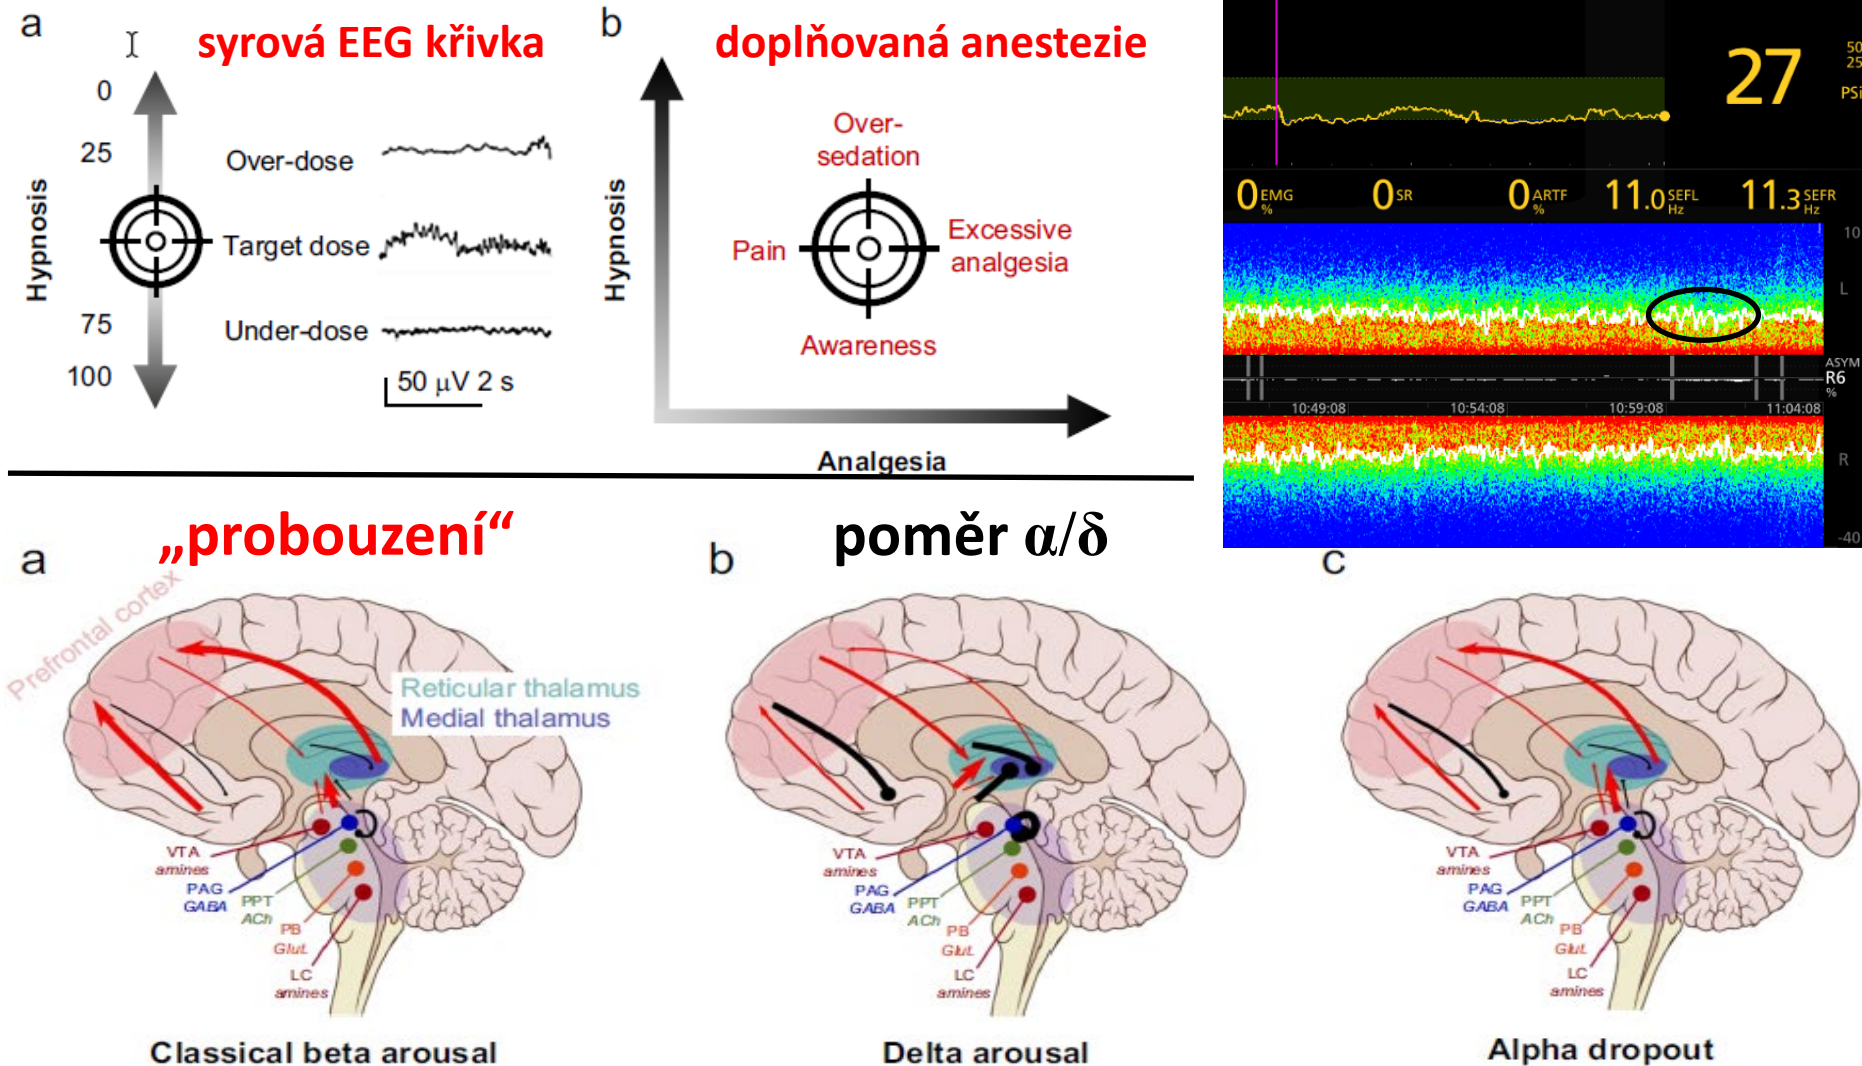 a
syrová EEG křivka
0
25
75
100
Hypnosis
Over-dose
Target dose
Under-dose
50 µV 2 s
b
doplňovaná anestezie
Hypnosis
Over-
sedation
Pain
Excessive
analgesia
Awareness
Analgesia
27
50
25
PSi
0 EMG %
0 SR
0 ARTF %
11.0 SEFL Hz
11.3 SEFR Hz
10
L
ASYM
R6
%
10:49:08 10:54:08 10:59:08 11:04:08
R
-40
„probouzení“
poměr α/δ
a
Prefrontal cortex
Reticular thalamus
Medial thalamus
VTA
amines
PAG
GABA
PPT
ACh
PB
Glut.
LC
amines
Classical beta arousal
b
VTA
amines
PAG
GABA
PPT
ACh
PB
Glut.
LC
amines
Delta arousal
c
VTA
amines
PAG
GABA
PPT
ACh
PB
Glut.
LC
amines
Alpha dropout